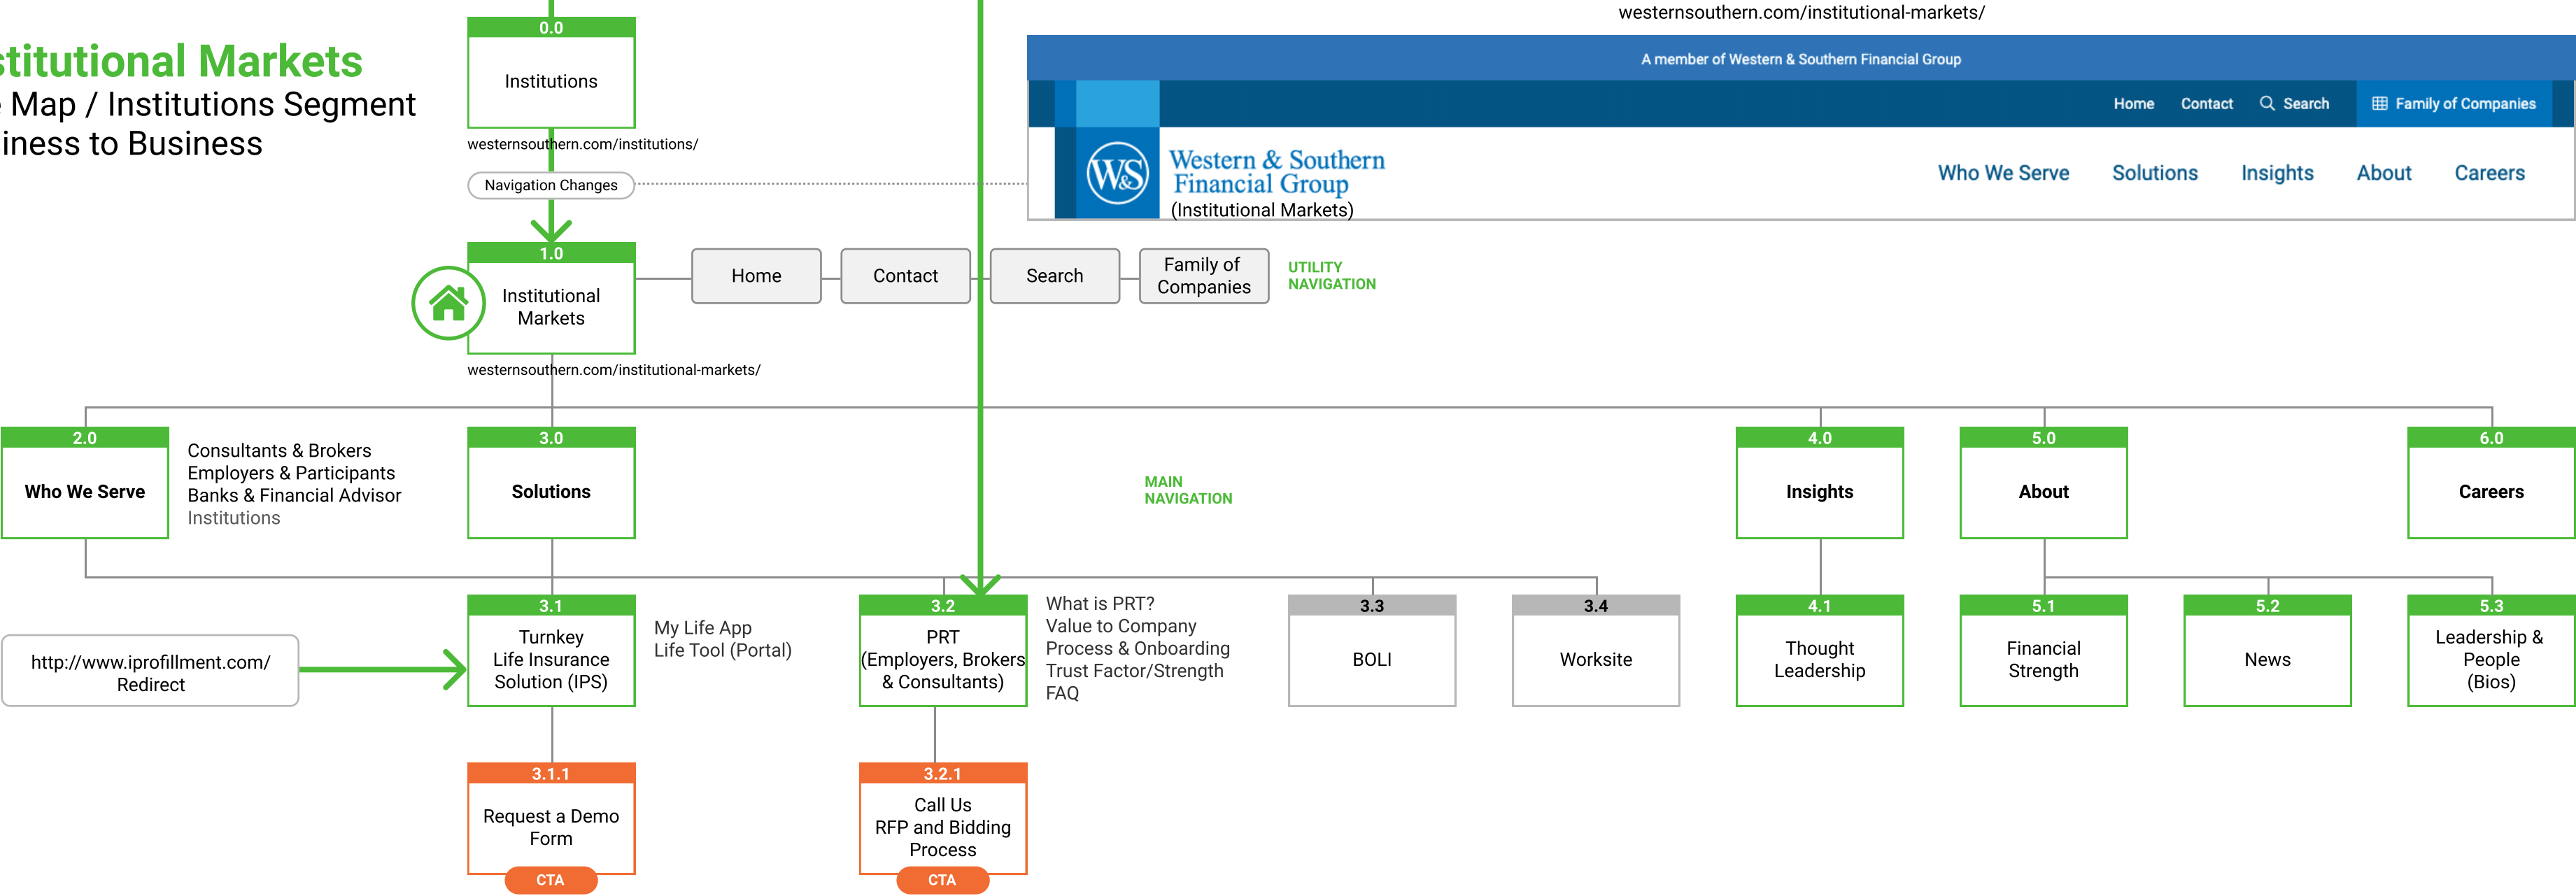 westernsouthern.com/institutional-markets/
0.0
Institutions
westernsouthern.com/institutions/
Navigation Changes
stitutional Markets
Map / Institutions Segment
iness to Business
A member of Western & Southern Financial Group
Home Contact Search Family of Companies
W&S
Western & Southern
Financial Group
(Institutional Markets)
Who We Serve Solutions Insights About Careers
1.0
Institutional
Markets
westernsouthern.com/institutional-markets/
Home
Contact
Search
Family of
Companies
UTILITY
NAVIGATION
2.0
Who We Serve
Consultants & Brokers
Employers & Participants
Banks & Financial Advisor
Institutions
3.0
Solutions
MAIN
NAVIGATION
4.0
Insights
5.0
About
6.0
Careers
http://www.iprofillment.com/
Redirect
3.1
Turnkey
Life Insurance
Solution (IPS)
My Life App
Life Tool (Portal)
3.2
PRT
(Employers, Brokers
& Consultants)
What is PRT?
Value to Company
Process & Onboarding
Trust Factor/Strength
FAQ
3.3
BOLI
3.4
Worksite
4.1
Thought
Leadership
5.1
Financial
Strength
5.2
News
5.3
Leadership &
People
(Bios)
3.1.1
Request a Demo
Form
CTA
3.2.1
Call Us
RFP and Bidding
Process
CTA